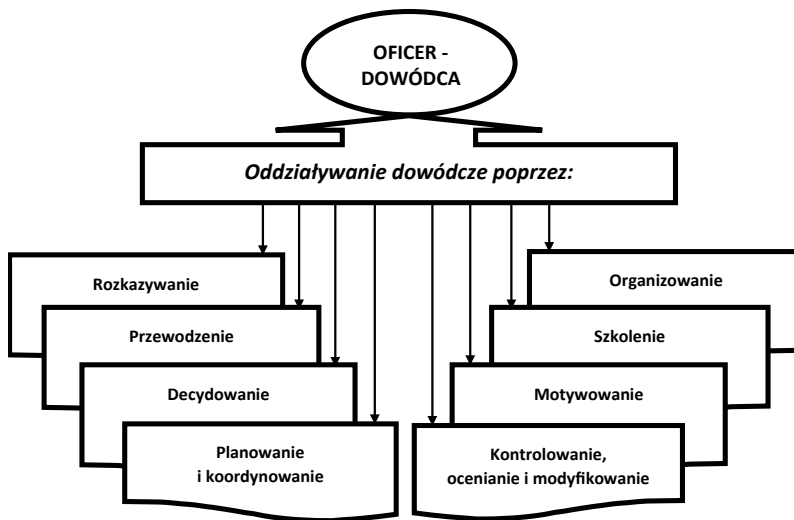 OFICER -
DOWÓDCA
Oddziaływanie dowódcze poprzez:
Rozkazywanie
Przewodzenie
Decydowanie
Planowanie
i koordynowanie
Organizowanie
Szkolenie
Motywowanie
Kontrolowanie,
ocenianie i modyfikowanie